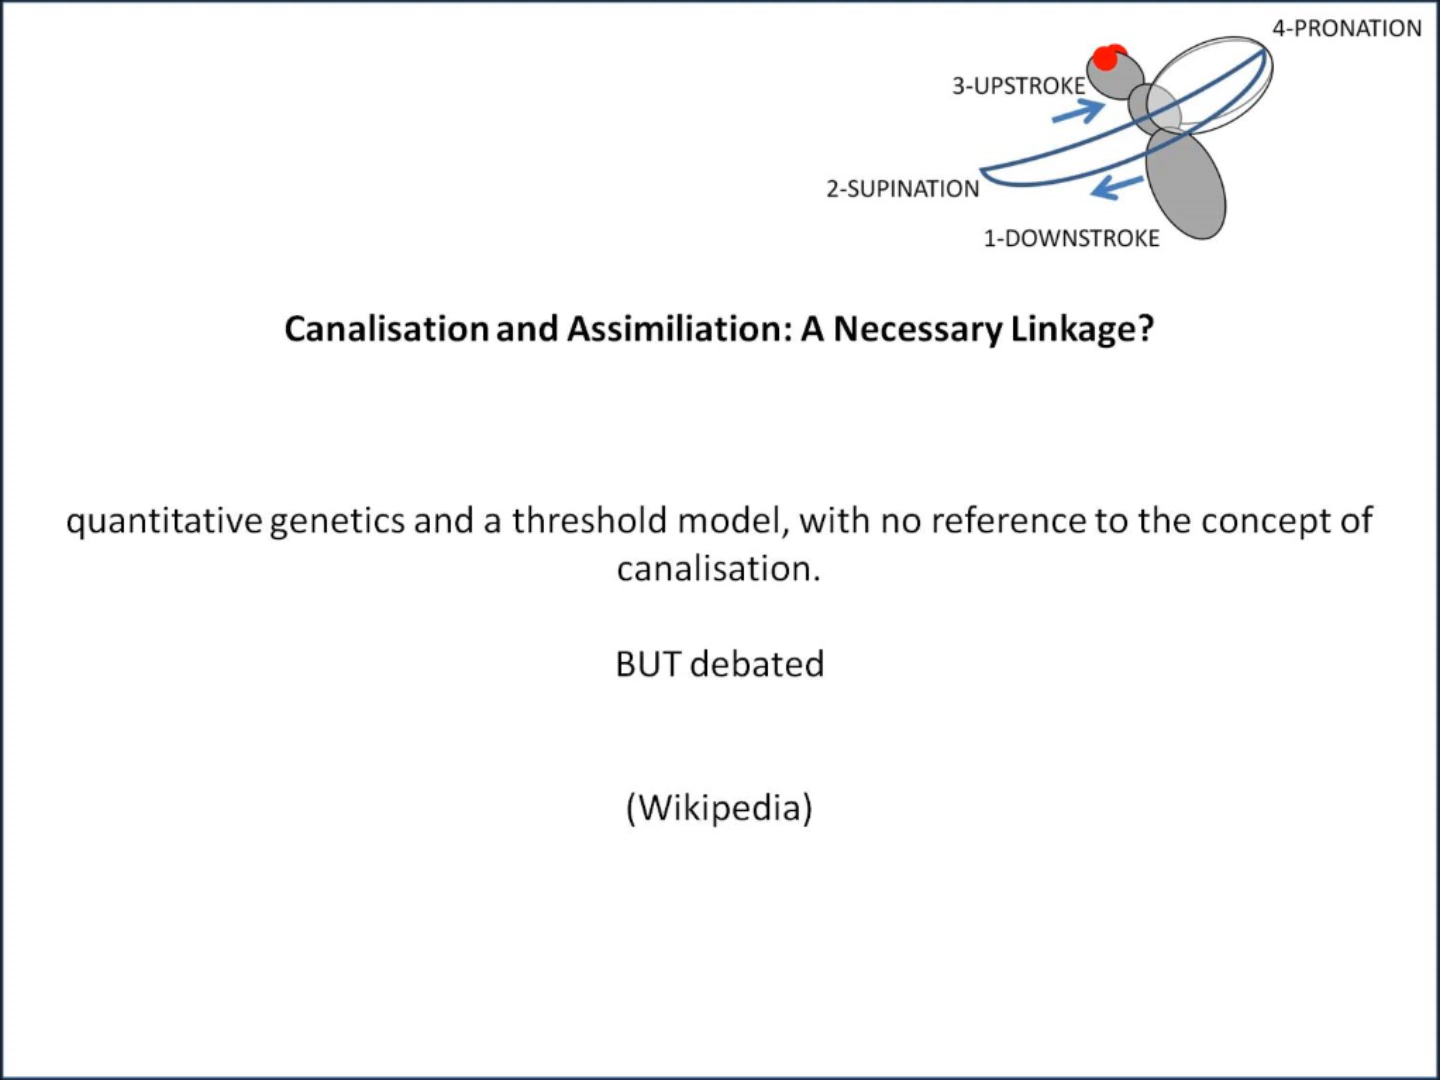 4-PRONATION
3-UPSTROKE
2-SUPINATION
1-DOWNSTROKE
Canalisation and Assimiliation: A Necessary Linkage?
quantitative genetics and a threshold model, with no reference to the concept of
canalisation.
BUT debated
(Wikipedia)